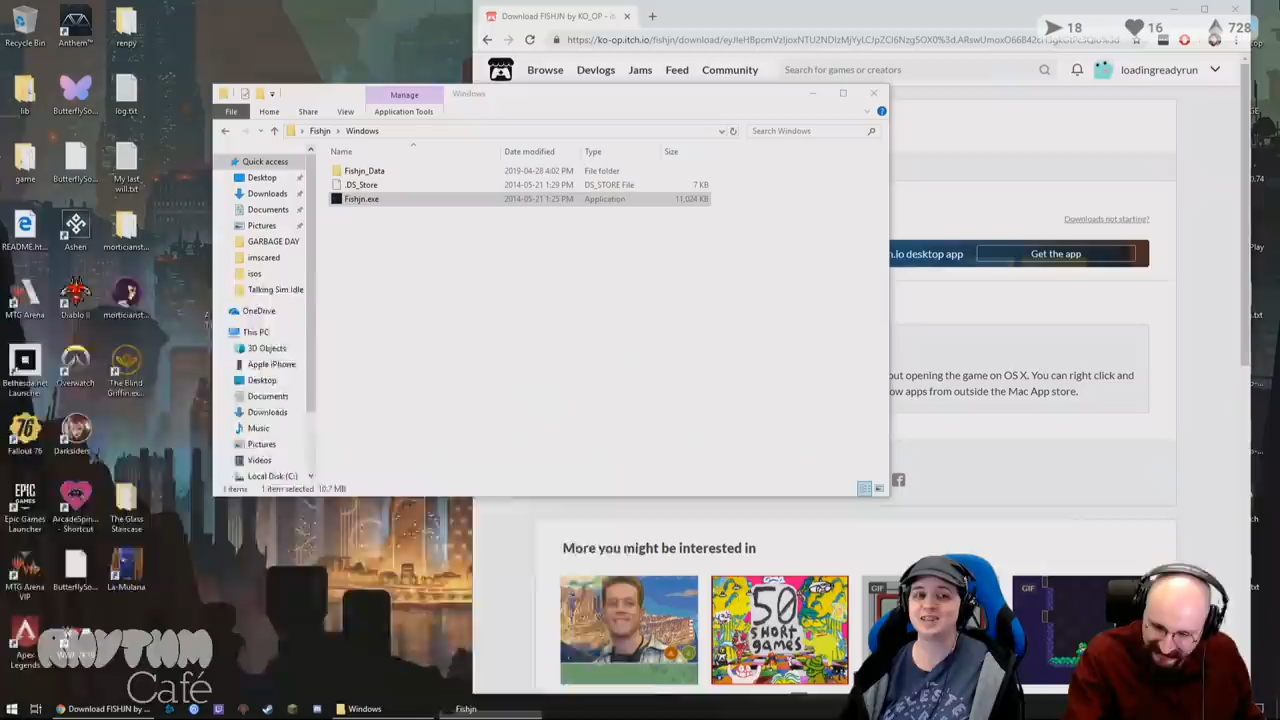 Recycle Bin
Anthem™
renpy
lib
ButterflySo...
log.txt
game
ButterflySo...
My last
will.txt
README.ht...
Ashen
morticianst...
MTG Arena
Diablo II
morticianst...
Bethesda.net
Launcher
Overwatch
The Blind
Griffin.ex...
Fallout 76
Darksiders
Epic Games
Launcher
ArcadeSpin...
- Shortcut
The Glass
Staircase
MTG Arena
VIP
ButterflySo...
La-Mulana
Apex
Legends
RHYTHM
Café
Download FISHJN by KO_OP - it
18
16
728
Browse
Devlogs
Jams
Feed
Community
Search for games or creators
loadingreadyrun
Manage
Windows
File
Home
Share
View
Application Tools
Fishjn
Windows
Search Windows
Name
Date modified
Type
Size
Fishjn_Data
2019-04-28 4:02 PM
File folder
.DS_Store
2014-05-21 1:29 PM
DS_STORE File
7 KB
Fishjn.exe
2014-05-21 1:25 PM
Application
11,024 KB
Quick access
Desktop
Downloads
Documents
Pictures
GARBAGE DAY
imscared
isos
Talking Sim Idle
OneDrive
This PC
3D Objects
Apple iPhone
Desktop
Documents
Downloads
Music
Pictures
Videos
Local Disk (C:)
items
1 item selected 10.7 MB
Downloads not starting?
h.io desktop app
Get the app
out opening the game on OS X. You can right click and
ow apps from outside the Mac App store.
More you might be interested in
50
SHORT
GAMES
GIF
GIF
Download FISHJN by ...
Windows
Fishjn